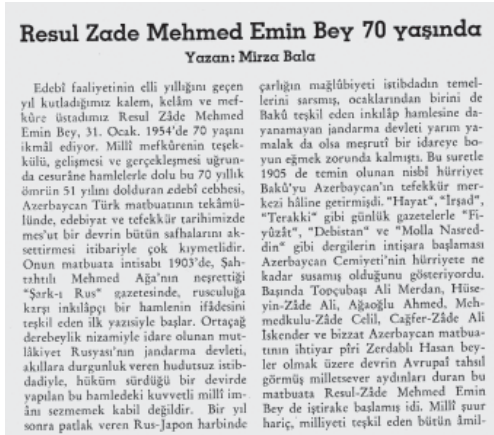 Resul Zade Mehmed Emin Bey 70 yaşında
Yazan: Mirza Bala
Edebî faaliyetinin elli yıllığını geçen
yıl kutladığımız kalem, kelâm ve mef-
kûre üstadımız Resul Zâde Mehmed
Emin Bey, 31. Ocak. 1954'de 70 yaşını
ikmâl ediyor. Millî mefkûrenin teşek-
külü, gelişmesi ve gerçekleşmesi uğrun-
da cesurâne hamlelerle dolu bu 70 yıllık
ömrün 51 yılını dolduran edebî cebhesi,
Azerbaycan Türk matbuatının tekâmü-
lünde, edebiyat ve tefekkür tarihimizde
mes'ut bir devrin bütün safhalarını ak-
settirmesi itibariyle çok kıymetlidir.
Onun matbuata intisabı 1903'de, Şah-
tahtılı Mehmed Ağa'nın neşrettiği
"Şark-ı Rus" gazetesinde, rusculuğa
karşı inkılâpçı bir hamlenin ifâdesini
teşkil eden ilk yazısiyle başlar. Ortaçağ
derebeylik nizamiyle idare olunan mut-
lâkiyet Rusyası'nın jandarma devleti,
akıllara durgunluk veren hudutsuz istib-
dadiyle, hüküm sürdüğü bir devirde
yapılan bu hamledeki kuvvetli millî im-
ânı sezmemek kabil değildir. Bir yıl
sonra patlak veren Rus-Japon harbinde
çarlığın mağlûbiyeti istibdadın temel-
lerini sarsmış, ocaklarından birini de
Bakû teşkil eden inkılâp hamlesine da-
yanamayan jandarma devleti yarım ya-
malak da olsa meşrutî bir idareye bo-
yun eğmek zorunda kalmıştı. Bu suretle
1905 de temin olunan nisbî hürriyet
Bakû'yu Azerbaycan'ın tefekkür mer-
kezi hâline getirmişdi. "Hayat", "İrşad",
"Terakki" gibi günlük gazetelerle "Fi-
yûzât", "Debistan" ve "Molla Nasred-
din" gibi dergilerin intişara başlaması
Azerbaycan Cemiyeti'nin hürriyete ne
kadar susamış olduğunu gösteriyordu.
Başında Topçubaşı Ali Merdan, Hüse-
yin-Zâde Ali, Ağaoğlu Ahmed, Meh-
medkulu-Zâde Celil, Cağfer-Zâde Ali
İskender ve bizzat Azerbaycan matbua-
tının ihtiyar pîri Zerdablı Hasan bey-
ler olmak üzere devrin Avrupaî tahsil
görmüş milletsever aydınları duran bu
matbuata Resul-Zâde Mehmed Emin
Bey de iştirake başlamış idi. Millî şuur
hariç, milliyeti teşkil eden bütün âmil-